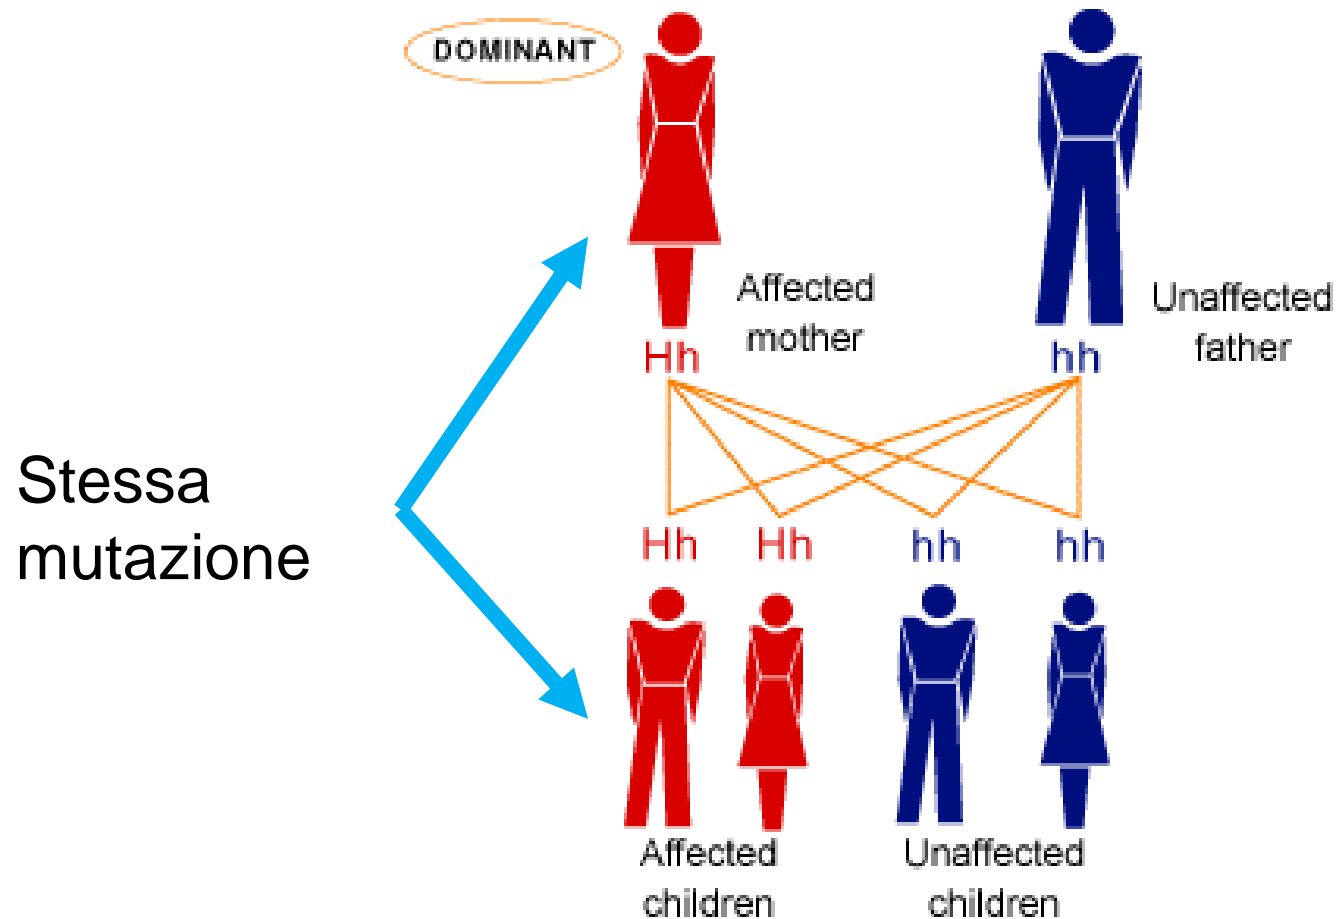 DOMINANT
Affected
mother
Unaffected
father
Hh
hh
Stessa
mutazione
Hh Hh hh hh
Affected
children
Unaffected
children